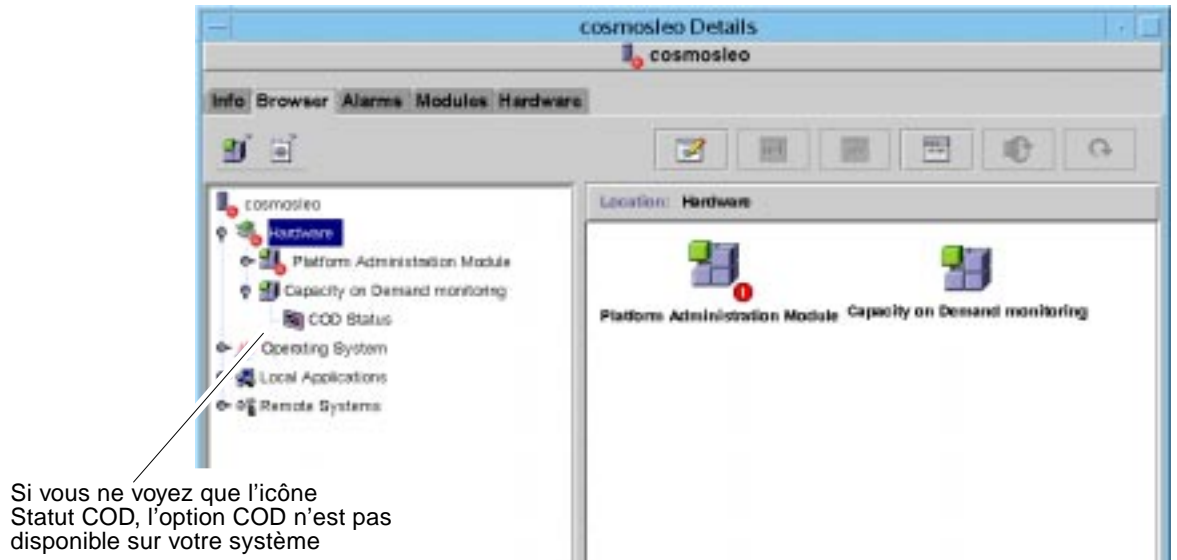 cosmosleo Details
cosmosleo
Info Browser Alarms Modules Hardware
cosmosleo
Hardware
Platform Administration Module
Capacity on Demand monitoring
COD Status
Operating System
Local Applications
Remote Systems
Location: Hardware
Platform Administration Module Capacity on Demand monitoring
Si vous ne voyez que l’icône
Statut COD, l’option COD n’est pas
disponible sur votre système